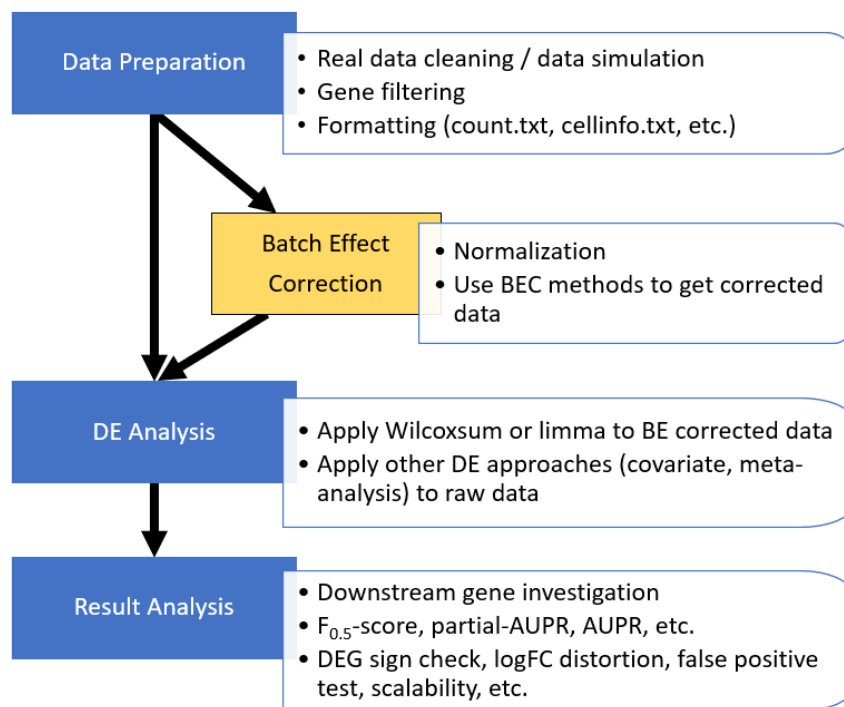 Data Preparation
• Real data cleaning / data simulation
• Gene filtering
• Formatting (count.txt, cellinfo.txt, etc.)
Batch Effect
Correction
• Normalization
• Use BEC methods to get corrected
data
DE Analysis
• Apply Wilcoxsum or limma to BE corrected data
• Apply other DE approaches (covariate, meta-
analysis) to raw data
Result Analysis
• Downstream gene investigation
• F0.5-score, partial-AUPR, AUPR, etc.
• DEG sign check, logFC distortion, false positive
test, scalability, etc.